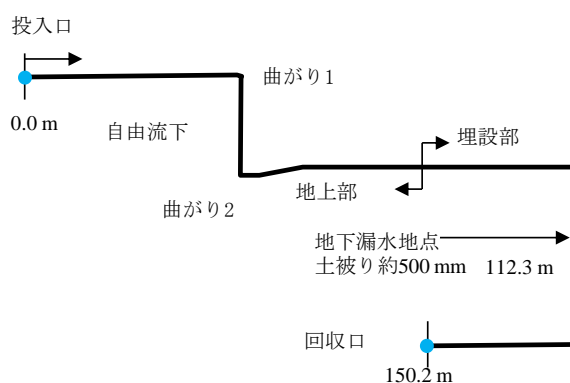 投入口
曲がり1
0.0 m
自由流下
埋設部
地上部
曲がり2
地下漏水地点
土被り約500 mm 112.3 m
回収口
150.2 m